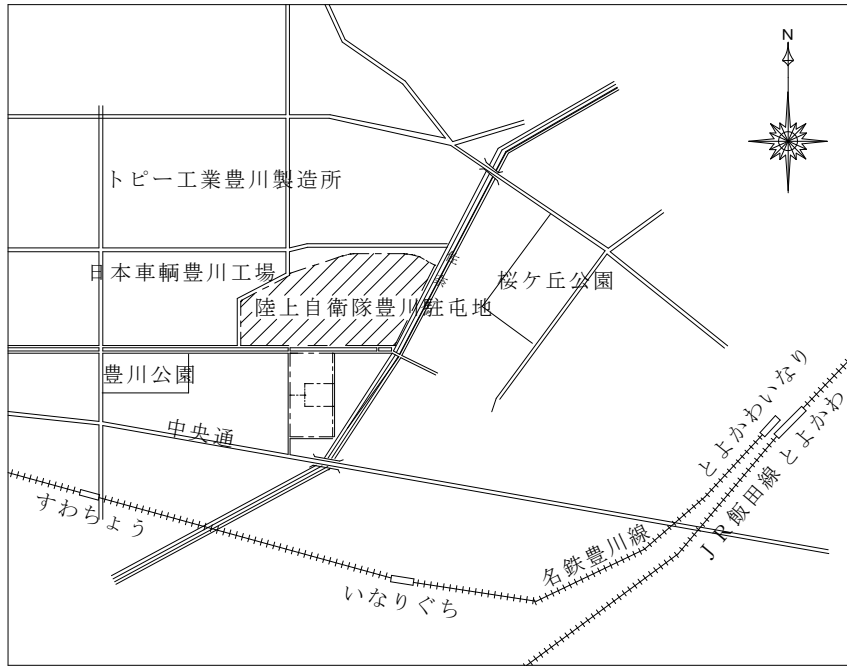 N
トピー工業豊川製造所
日本車輌豊川工場
陸上自衛隊豊川駐屯地
桜ケ丘公園
豊川公園
中央通
すわちょう
いなりぐち
名鉄豊川線
とよかわいなり
JR飯田線 とよかわ